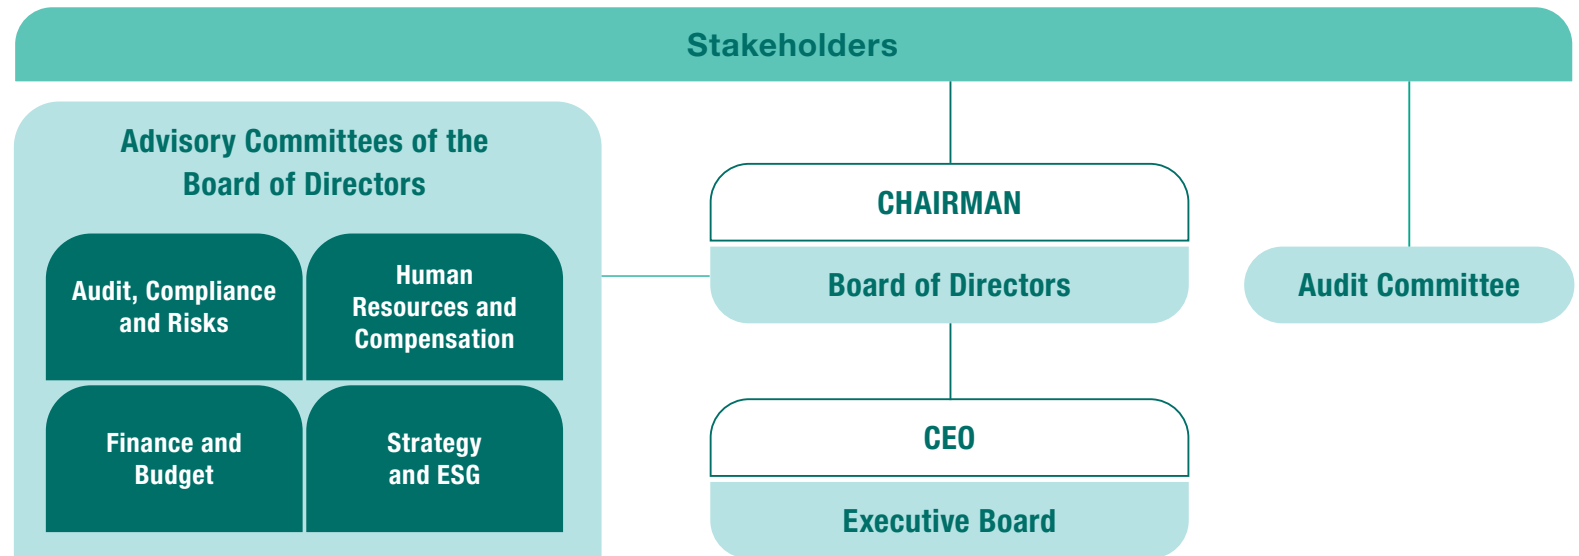 Stakeholders
Advisory Committees of the
Board of Directors
Audit, Compliance
and Risks
Human
Resources and
Compensation
Finance and
Budget
Strategy
and ESG
CHAIRMAN
Board of Directors
CEO
Executive Board
Audit Committee